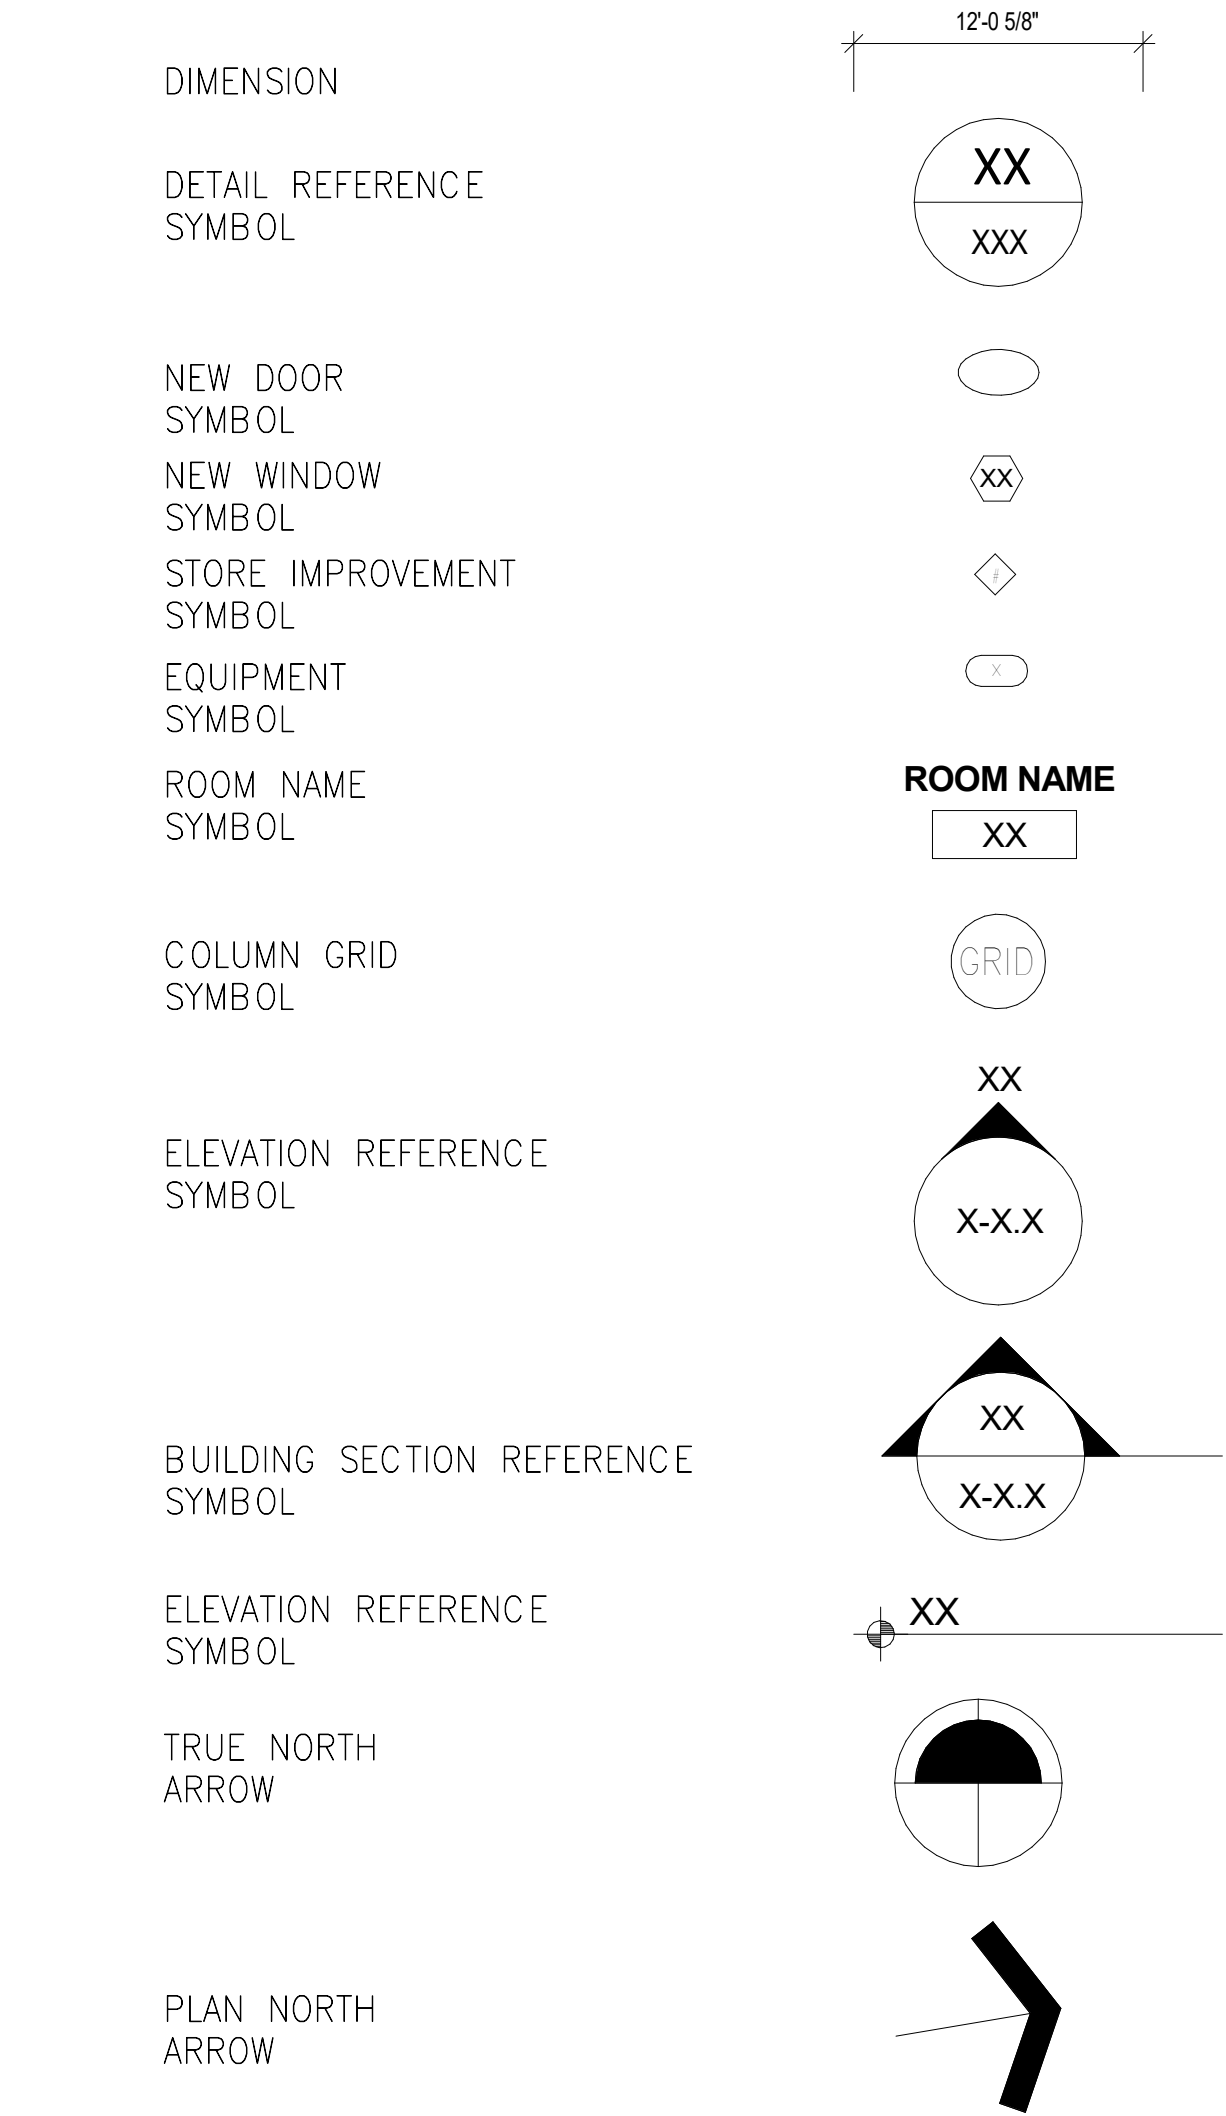 12'-0 5/8"
DIMENSION
DETAIL REFERENCE
SYMBOL
XX
XXX
NEW DOOR
SYMBOL
NEW WINDOW
SYMBOL
XX
STORE IMPROVEMENT
SYMBOL
#
EQUIPMENT
SYMBOL
X
ROOM NAME
SYMBOL
ROOM NAME
XX
COLUMN GRID
SYMBOL
GRID
XX
ELEVATION REFERENCE
SYMBOL
X-X.X
BUILDING SECTION REFERENCE
SYMBOL
XX
X-X.X
ELEVATION REFERENCE
SYMBOL
XX
TRUE NORTH
ARROW
PLAN NORTH
ARROW